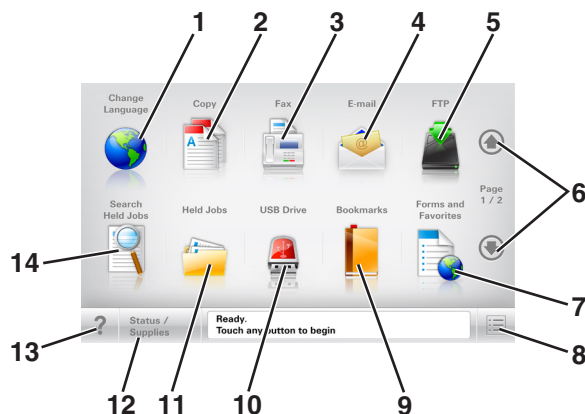 1 2 3 4 5
Change Language
Copy
Fax
E-mail
FTP
A
@
6
Page 1 / 2
Search Held Jobs
Held Jobs
USB Drive
Bookmarks
Forms and Favorites
14
7
?
Status / Supplies
Ready.
Touch any button to begin
13 12 11 10 9 8